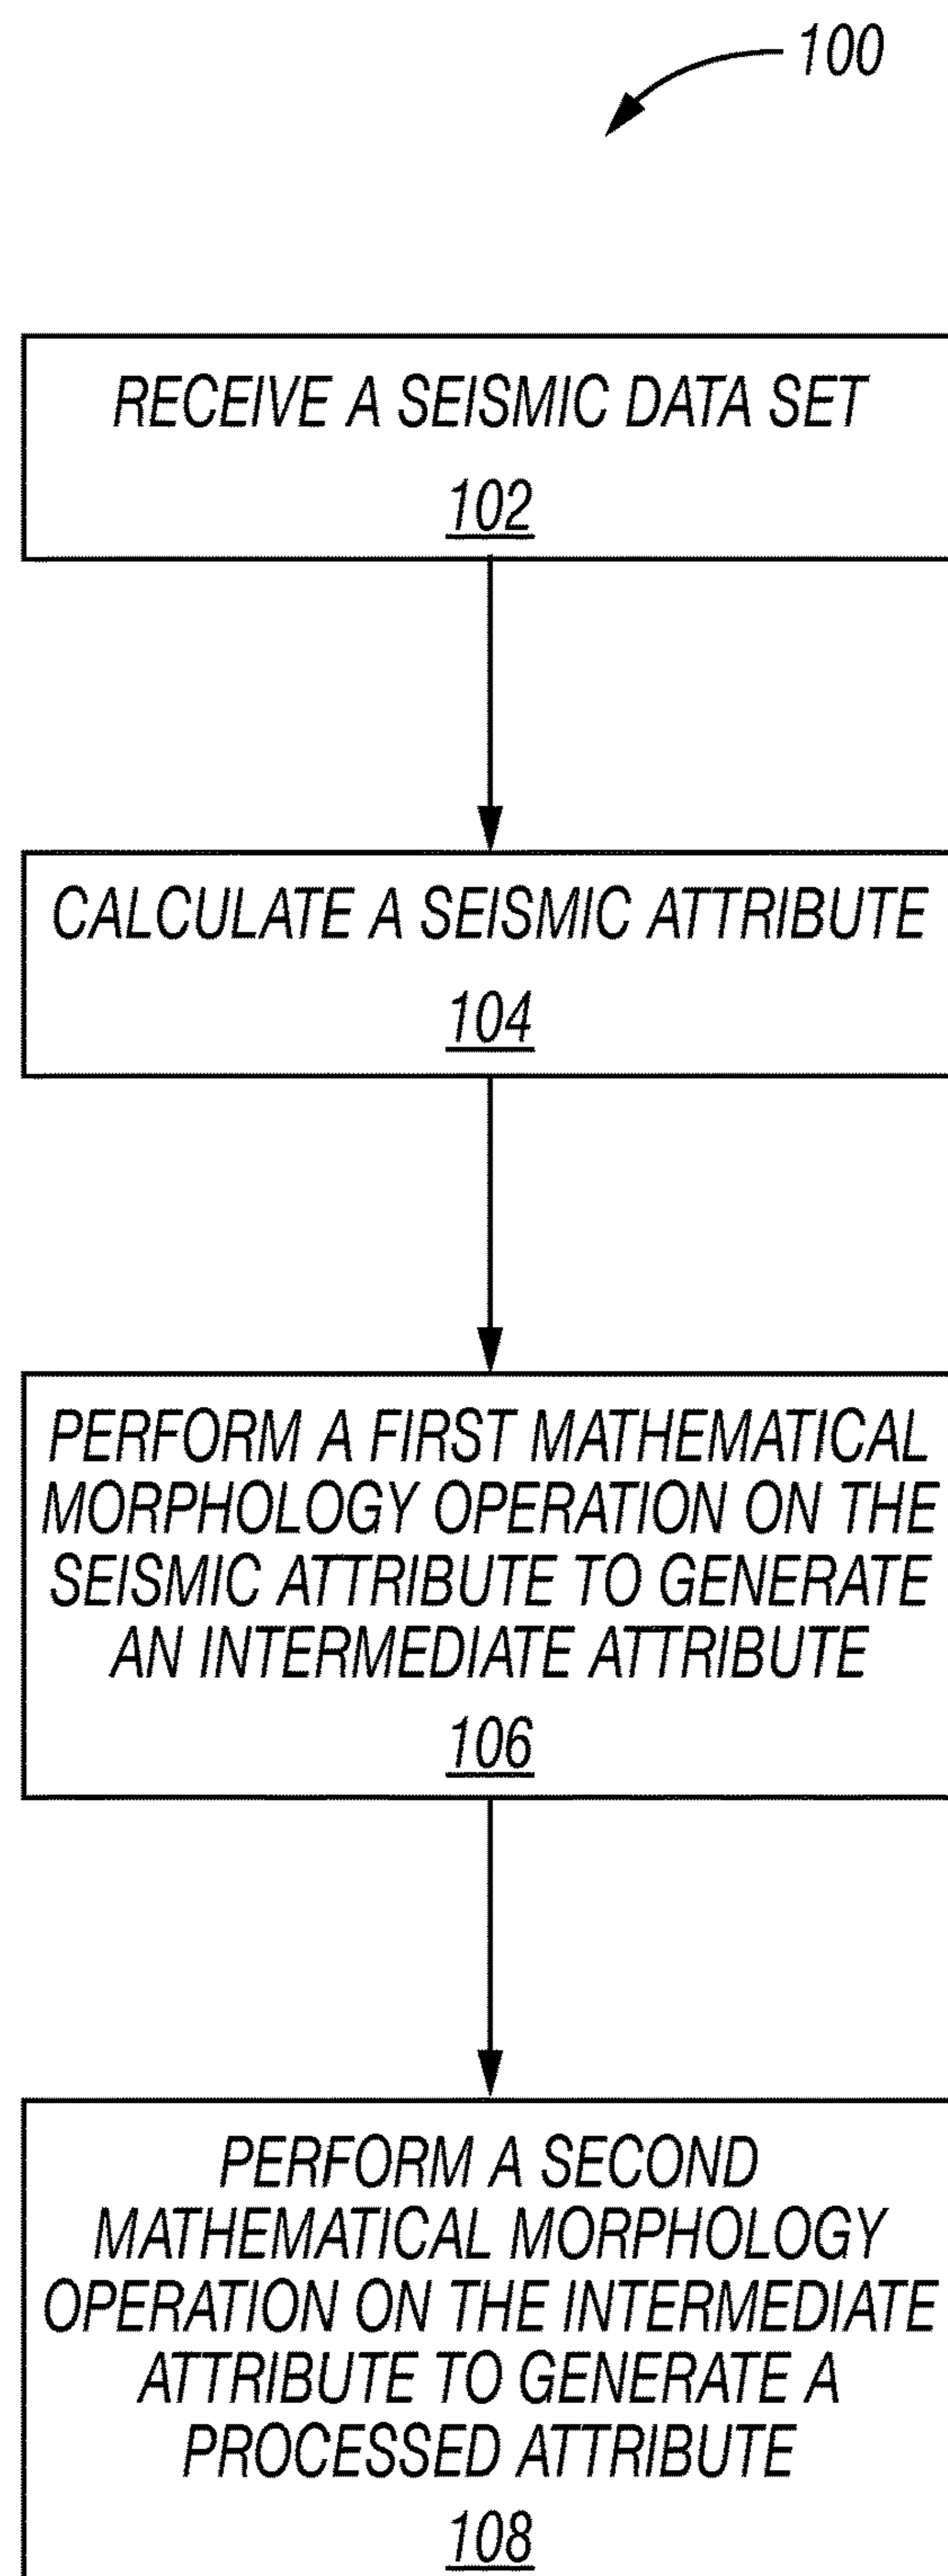 100
RECEIVE A SEISMIC DATA SET
102
CALCULATE A SEISMIC ATTRIBUTE
104
PERFORM A FIRST MATHEMATICAL
MORPHOLOGY OPERATION ON THE
SEISMIC ATTRIBUTE TO GENERATE
AN INTERMEDIATE ATTRIBUTE
106
PERFORM A SECOND
MATHEMATICAL MORPHOLOGY
OPERATION ON THE INTERMEDIATE
ATTRIBUTE TO GENERATE A
PROCESSED ATTRIBUTE
108